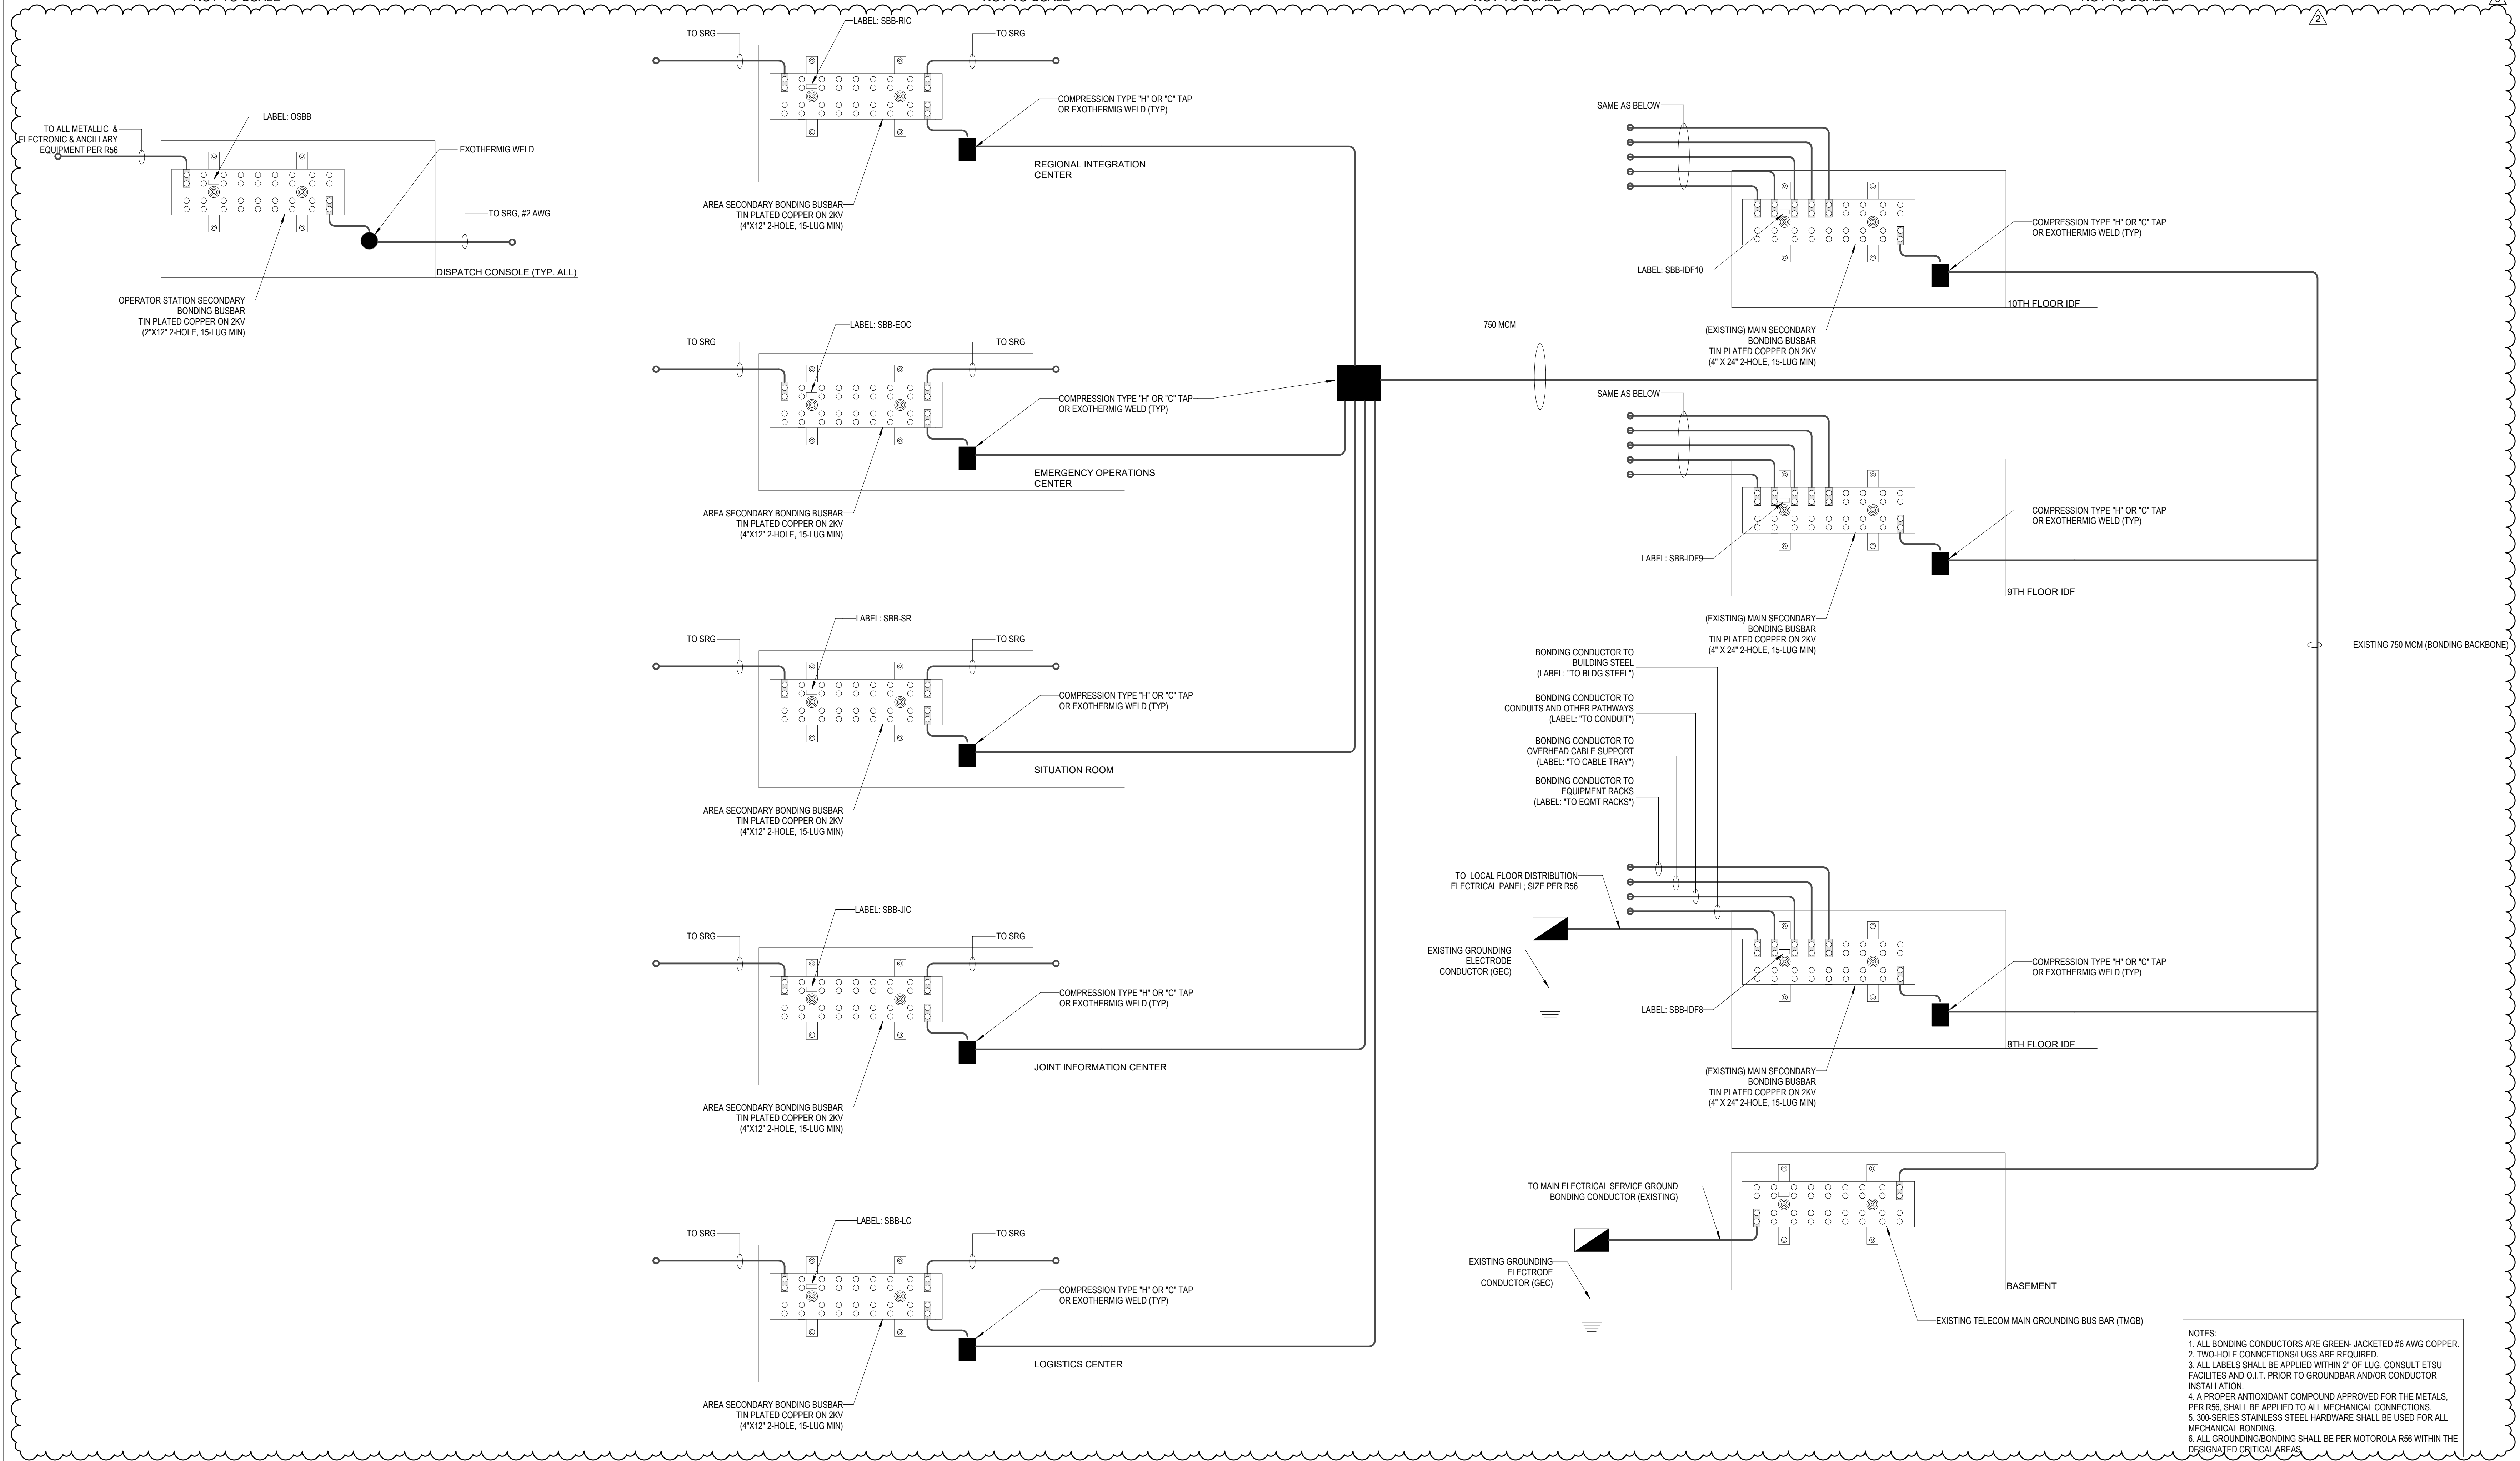 2
LABEL: OSBB
TO ALL METALLIC &
ELECTRONIC & ANCILLARY
EQUIPMENT PER R56
EXOTHERMIG WELD
TO SRG, #2 AWG
DISPATCH CONSOLE (TYP. ALL)
OPERATOR STATION SECONDARY
BONDING BUSBAR
TIN PLATED COPPER ON 2KV
(2"X12" 2-HOLE, 15-LUG MIN)
LABEL: SBB-RIC
TO SRG
TO SRG
COMPRESSION TYPE "H" OR "C" TAP
OR EXOTHERMIG WELD (TYP)
REGIONAL INTEGRATION
CENTER
AREA SECONDARY BONDING BUSBAR
TIN PLATED COPPER ON 2KV
(4"X12" 2-HOLE, 15-LUG MIN)
LABEL: SBB-EOC
TO SRG
TO SRG
COMPRESSION TYPE "H" OR "C" TAP
OR EXOTHERMIG WELD (TYP)
EMERGENCY OPERATIONS
CENTER
AREA SECONDARY BONDING BUSBAR
TIN PLATED COPPER ON 2KV
(4"X12" 2-HOLE, 15-LUG MIN)
LABEL: SBB-SR
TO SRG
TO SRG
COMPRESSION TYPE "H" OR "C" TAP
OR EXOTHERMIG WELD (TYP)
SITUATION ROOM
AREA SECONDARY BONDING BUSBAR
TIN PLATED COPPER ON 2KV
(4"X12" 2-HOLE, 15-LUG MIN)
LABEL: SBB-JIC
TO SRG
TO SRG
COMPRESSION TYPE "H" OR "C" TAP
OR EXOTHERMIG WELD (TYP)
JOINT INFORMATION CENTER
AREA SECONDARY BONDING BUSBAR
TIN PLATED COPPER ON 2KV
(4"X12" 2-HOLE, 15-LUG MIN)
LABEL: SBB-LC
TO SRG
TO SRG
COMPRESSION TYPE "H" OR "C" TAP
OR EXOTHERMIG WELD (TYP)
LOGISTICS CENTER
AREA SECONDARY BONDING BUSBAR
TIN PLATED COPPER ON 2KV
(4"X12" 2-HOLE, 15-LUG MIN)
750 MCM
SAME AS BELOW
COMPRESSION TYPE "H" OR "C" TAP
OR EXOTHERMIG WELD (TYP)
LABEL: SBB-IDF10
10TH FLOOR IDF
(EXISTING) MAIN SECONDARY
BONDING BUSBAR
TIN PLATED COPPER ON 2KV
(4" X 24" 2-HOLE, 15-LUG MIN)
SAME AS BELOW
COMPRESSION TYPE "H" OR "C" TAP
OR EXOTHERMIG WELD (TYP)
LABEL: SBB-IDF9
9TH FLOOR IDF
(EXISTING) MAIN SECONDARY
BONDING BUSBAR
TIN PLATED COPPER ON 2KV
(4" X 24" 2-HOLE, 15-LUG MIN)
EXISTING 750 MCM (BONDING BACKBONE)
BONDING CONDUCTOR TO
BUILDING STEEL
(LABEL: "TO BLDG STEEL")
BONDING CONDUCTOR TO
CONDUITS AND OTHER PATHWAYS
(LABEL: "TO CONDUIT")
BONDING CONDUCTOR TO
OVERHEAD CABLE SUPPORT
(LABEL: "TO CABLE TRAY")
BONDING CONDUCTOR TO
EQUIPMENT RACKS
(LABEL: "TO EQMT RACKS")
TO LOCAL FLOOR DISTRIBUTION
ELECTRICAL PANEL; SIZE PER R56
EXISTING GROUNDING
ELECTRODE
CONDUCTOR (GEC)
COMPRESSION TYPE "H" OR "C" TAP
OR EXOTHERMIG WELD (TYP)
LABEL: SBB-IDF8
8TH FLOOR IDF
(EXISTING) MAIN SECONDARY
BONDING BUSBAR
TIN PLATED COPPER ON 2KV
(4" X 24" 2-HOLE, 15-LUG MIN)
TO MAIN ELECTRICAL SERVICE GROUND
BONDING CONDUCTOR (EXISTING)
EXISTING GROUNDING
ELECTRODE
CONDUCTOR (GEC)
BASEMENT
EXISTING TELECOM MAIN GROUNDING BUS BAR (TMGB)
NOTES:
1. ALL BONDING CONDUCTORS ARE GREEN- JACKETED #6 AWG COPPER.
2. TWO-HOLE CONNCETIONS/LUGS ARE REQUIRED.
3. ALL LABELS SHALL BE APPLIED WITHIN 2" OF LUG. CONSULT ETSU
FACILITES AND O.I.T. PRIOR TO GROUNDBAR AND/OR CONDUCTOR
INSTALLATION.
4. A PROPER ANTIOXIDANT COMPOUND APPROVED FOR THE METALS,
PER R56, SHALL BE APPLIED TO ALL MECHANICAL CONNECTIONS.
5. 300-SERIES STAINLESS STEEL HARDWARE SHALL BE USED FOR ALL
MECHANICAL BONDING.
6. ALL GROUNDING/BONDING SHALL BE PER MOTOROLA R56 WITHIN THE
DESIGNATED CRITICAL AREAS.